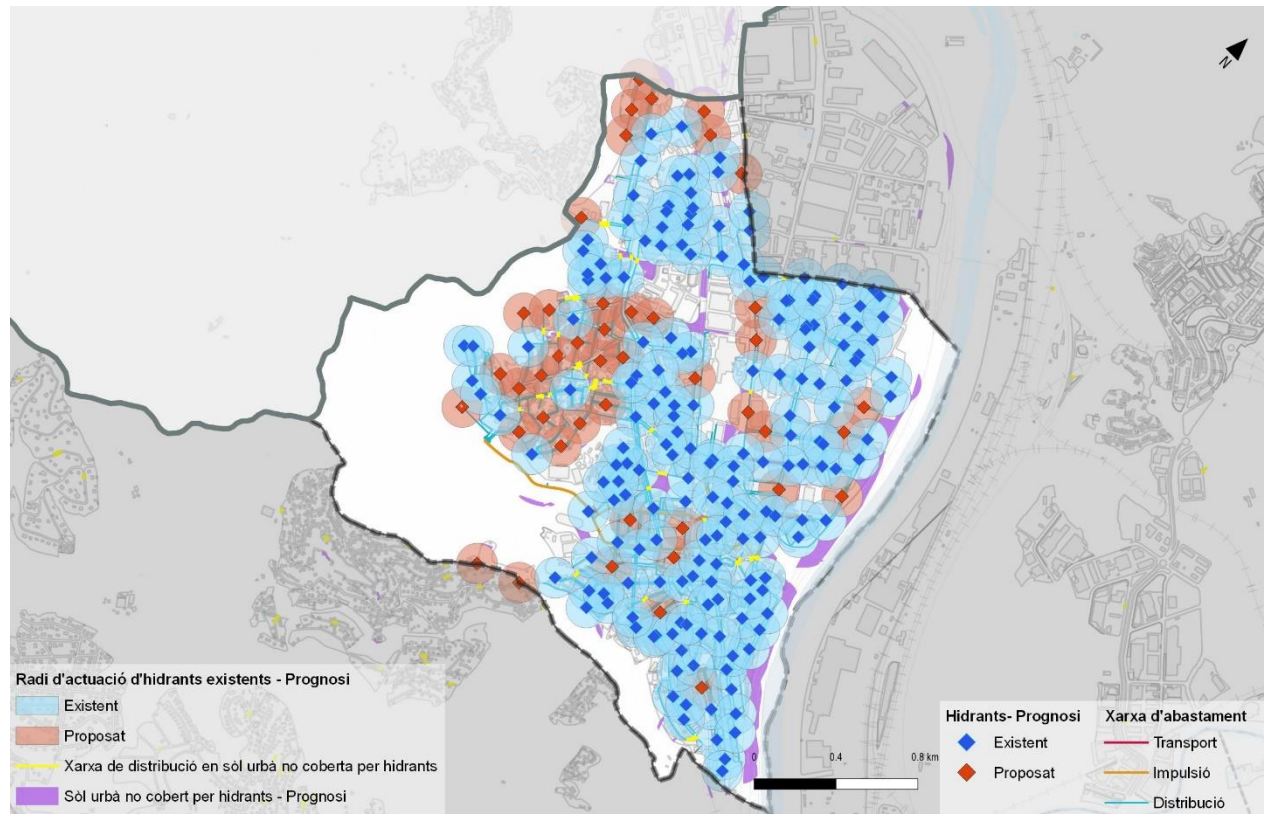 N
Radi d'actuació d'hidrants existents - Prognosi
Existent
Proposat
Xarxa de distribució en sòl urbà no coberta per hidrants
Sòl urbà no cobert per hidrants - Prognosi
0 0.4 0.8 km
Hidrants- Prognosi
Existent
Proposat
Xarxa d'abastament
Transport
Impulsió
Distribució